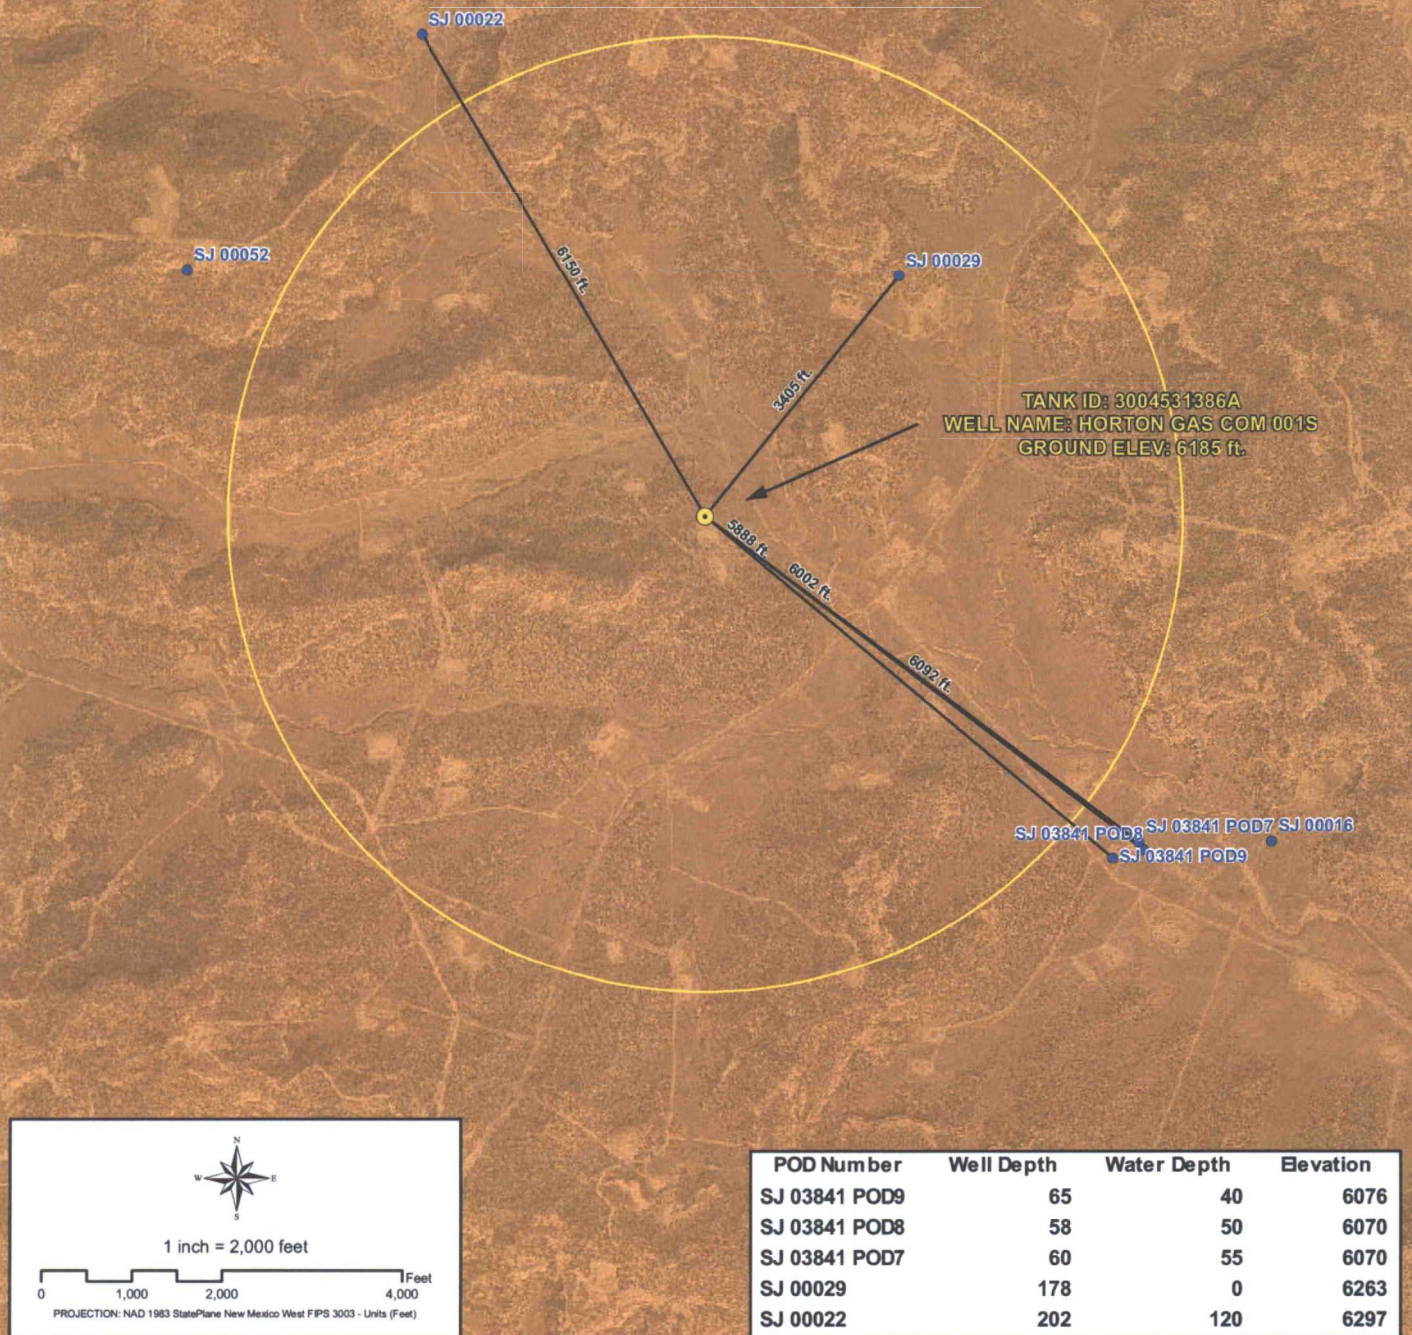 SJ 00022
SJ 00052
SJ 00029
6150 ft.
3405 ft.
TANK ID: 3004531386A
WELL NAME: HORTON GAS COM 001S
GROUND ELEV: 6185 ft.
5888 ft.
6002 ft.
6092 ft.
SJ 03841 POD8
SJ 03841 POD7
SJ 00016
SJ 03841 POD9
N
W E
S
1 inch = 2,000 feet
Feet
0 1,000 2,000 4,000
PROJECTION: NAD 1983 StatePlane New Mexico West FIPS 3003 - Units (Feet)
POD Number Well Depth Water Depth Elevation
SJ 03841 POD9 65 40 6076
SJ 03841 POD8 58 50 6070
SJ 03841 POD7 60 55 6070
SJ 00029 178 0 6263
SJ 00022 202 120 6297